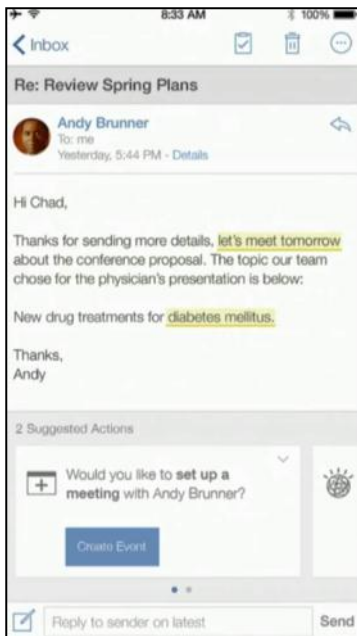 8:33 AM
100%
Inbox
Re: Review Spring Plans
Andy Brunner
To: me
Yesterday, 5:44 PM - Details
Hi Chad,
Thanks for sending more details, let's meet tomorrow
about the conference proposal. The topic our team
chose for the physician's presentation is below:
New drug treatments for diabetes mellitus.
Thanks,
Andy
2 Suggested Actions
Would you like to set up a
meeting with Andy Brunner?
Create Event
Reply to sender on latest
Send